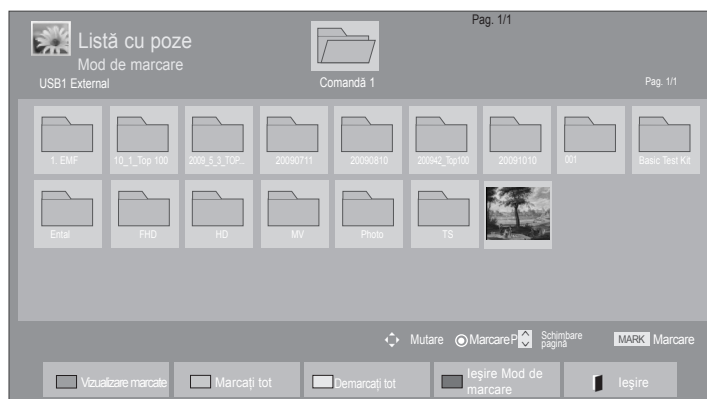 Pag. 1/1
Listă cu poze
Mod de marcare
USB1 External
Comandă 1
Pag. 1/1
1. EMF
10_1_Top 100
2009_5_3_TOP...
20090711
20090810
200942_Top100
20091010
001
Basic Test Kit
Ental
FHD
HD
MV
Photo
TS
Mutare
Marcare
P
Schimbare pagină
MARK Marcare
Vizualizare marcate
Marcați tot
Demarcați tot
Ieșire Mod de
marcare
Ieșire